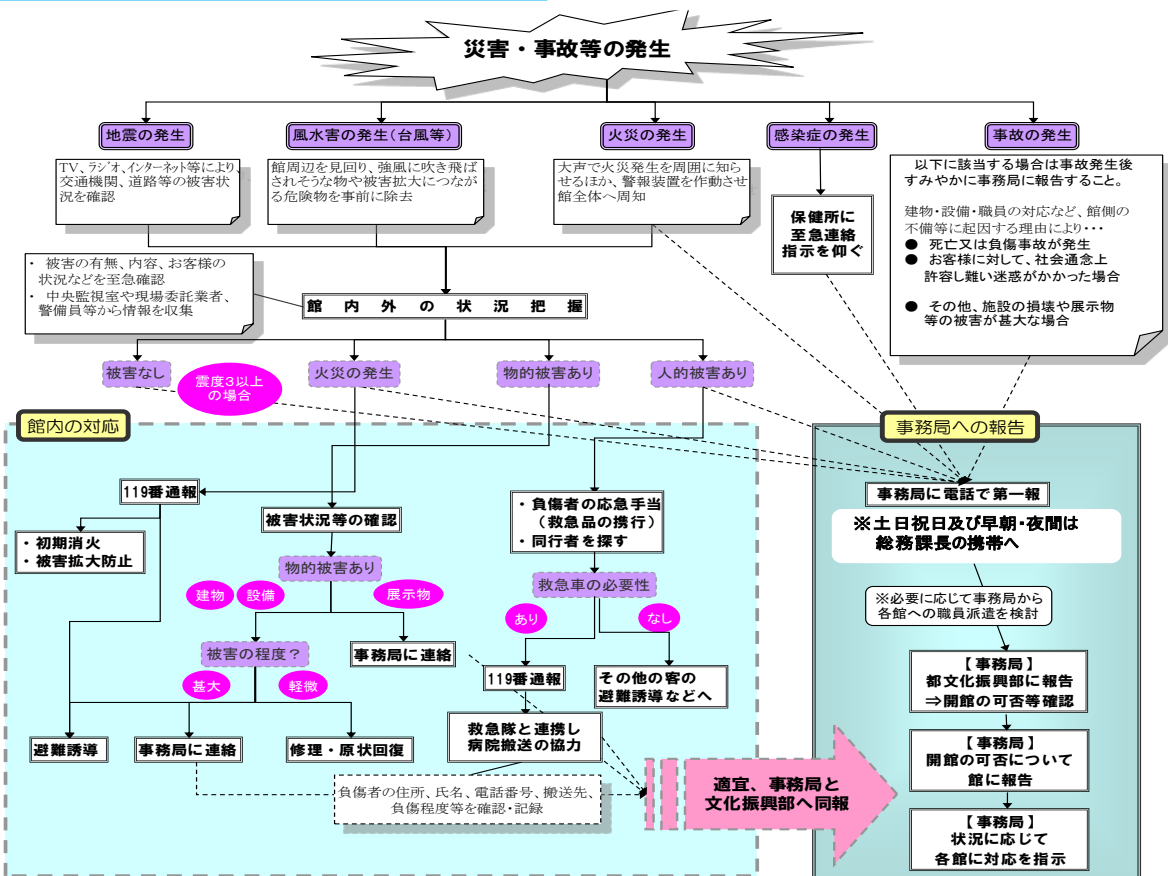 災害・事故等の発生
地震の発生
風水害の発生(台風等)
火災の発生
感染症の発生
事故の発生
TV、ラジオ、インターネット等により、
交通機関、道路等の被害状
況を確認
館周辺を見回り、強風に吹き飛ば
されそうな物や被害拡大につなが
る危険物を事前に除去
大声で火災発生を周囲に知ら
せるほか、警報装置を作動させ
館全体へ周知
保健所に
至急連絡
指示を仰ぐ
以下に該当する場合は事故発生後
すみやかに事務局に報告すること。
建物・設備・職員の対応など、館側の
不備等に起因する理由により・・・
● 死亡又は負傷事故が発生
● お客様に対して、社会通念上
許容し難い迷惑がかかった場合
● その他、施設の損壊や展示物
等の被害が甚大な場合
・ 被害の有無、内容、お客様の
状況などを至急確認
・ 中央監視室や現場委託業者、
警備員等から情報を収集
館内外の状況把握
被害なし
震度3以上
の場合
火災の発生
物的被害あり
人的被害あり
館内の対応
119番通報
・初期消火
・被害拡大防止
被害状況等の確認
物的被害あり
建物
設備
展示物
被害の程度?
事務局に連絡
甚大
軽微
避難誘導
事務局に連絡
修理・原状回復
・負傷者の応急手当
(救急品の携行)
・同行者を探す
救急車の必要性
あり
なし
119番通報
その他の客の
避難誘導などへ
救急隊と連携し
病院搬送の協力
負傷者の住所、氏名、電話番号、搬送先、
負傷程度等を確認・記録
適宜、事務局と
文化振興部へ同報
事務局への報告
事務局に電話で第一報
※土日祝日及び早朝・夜間は
総務課長の携帯へ
※必要に応じて事務局から
各館への職員派遣を検討
【事務局】
都文化振興部に報告
⇒開館の可否等確認
【事務局】
開館の可否について
館に報告
【事務局】
状況に応じて
各館に対応を指示